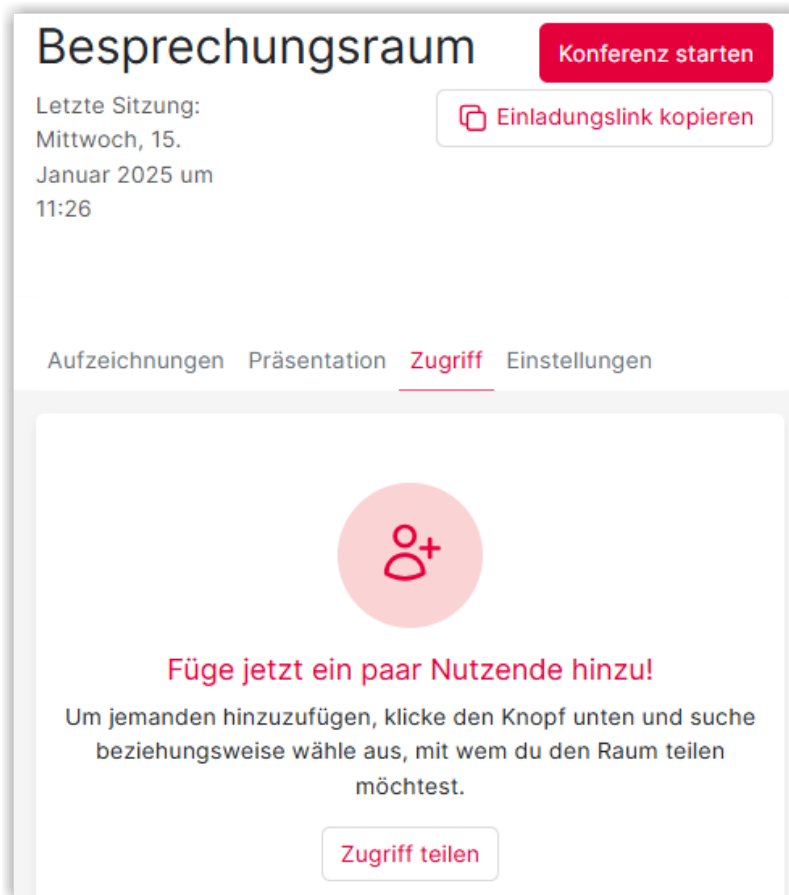 Besprechungsraum
Konferenz starten
Letzte Sitzung:
Mittwoch, 15.
Januar 2025 um
11:26
Einladungslink kopieren
Aufzeichnungen Präsentation Zugriff Einstellungen
Füge jetzt ein paar Nutzende hinzu!
Um jemanden hinzuzufügen, klicke den Knopf unten und suche
beziehungsweise wähle aus, mit wem du den Raum teilen
möchtest.
Zugriff teilen